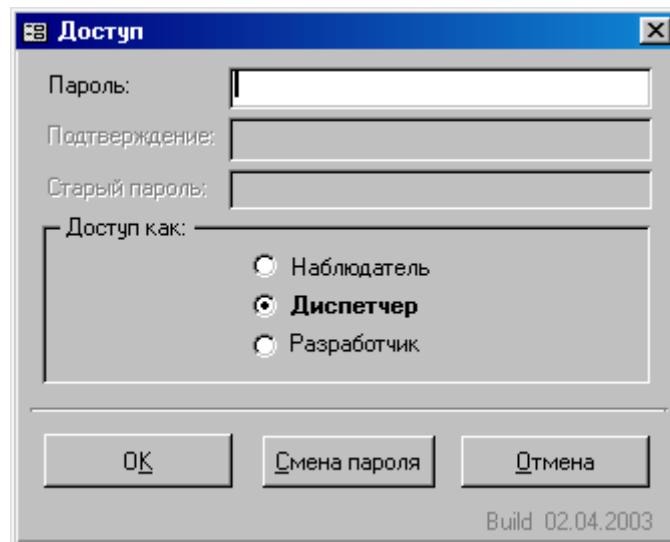 Доступ
Пароль:
Подтверждение:
Старый пароль:
Доступ как:
Наблюдатель
Диспетчер
Разработчик
OK Смена пароля Отмена
Build 02.04.2003